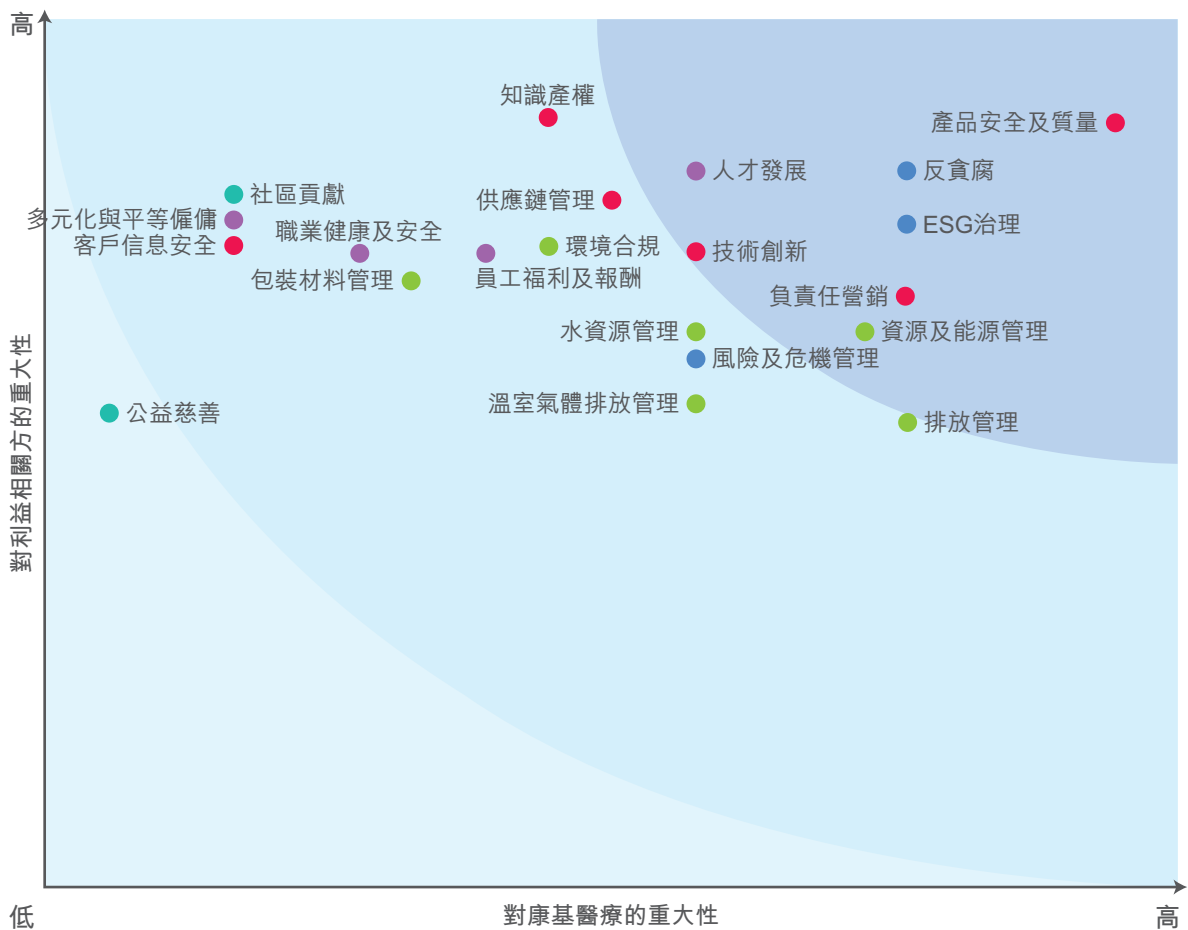 高
知識產權
產品安全及質量
人才發展
反貪腐
社區貢獻
供應鏈管理
多元化與平等僱傭
ESG治理
職業健康及安全
客戶信息安全
環境合規
技術創新
包裝材料管理
員工福利及報酬
負責任營銷
水資源管理
資源及能源管理
風險及危機管理
溫室氣體排放管理
公益慈善
排放管理
對利益相關方的重大性
低
對康基醫療的重大性
高